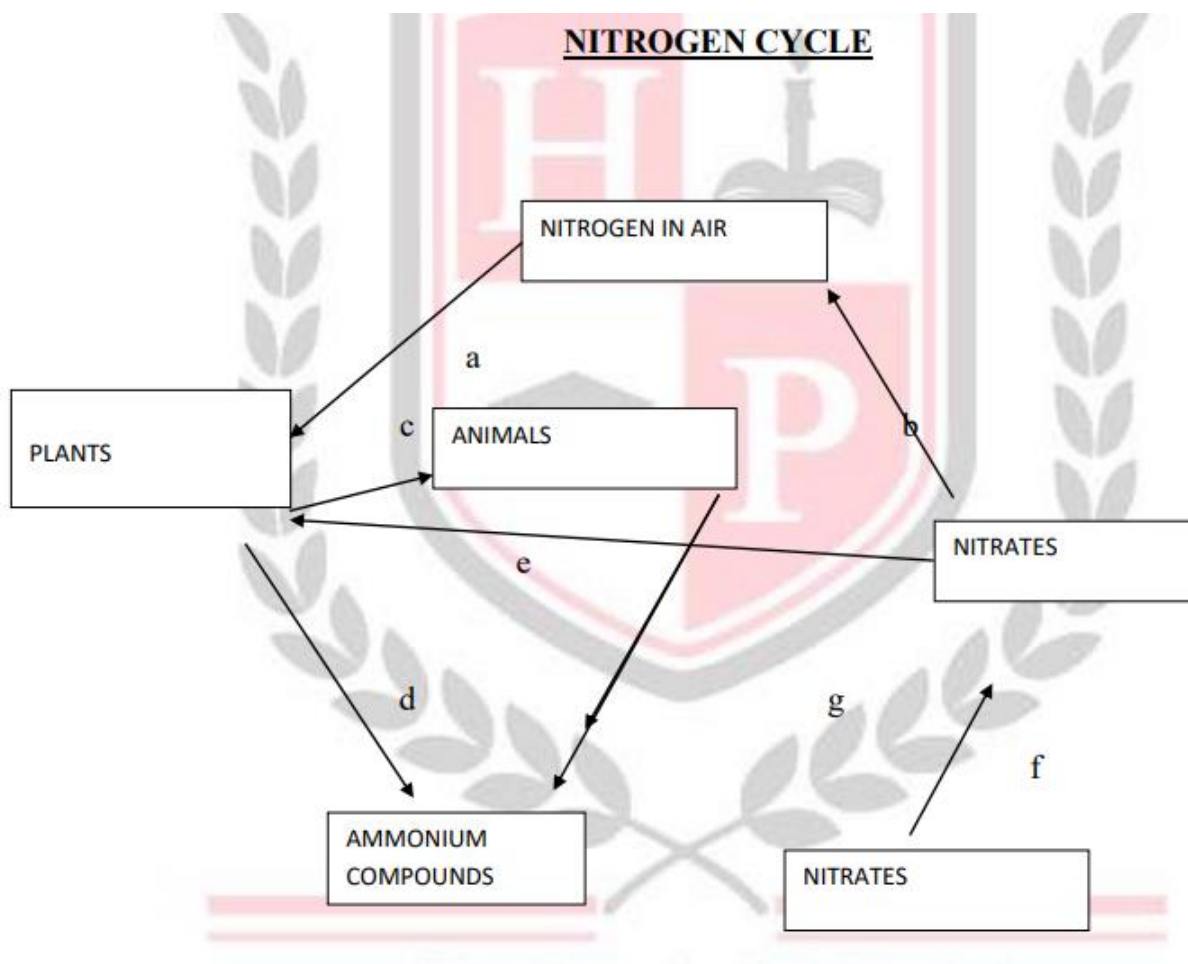 NITROGEN CYCLE
H
NITROGEN IN AIR
a
P
PLANTS
c
ANIMALS
b
NITRATES
e
d
g
f
AMMONIUM
COMPOUNDS
NITRATES